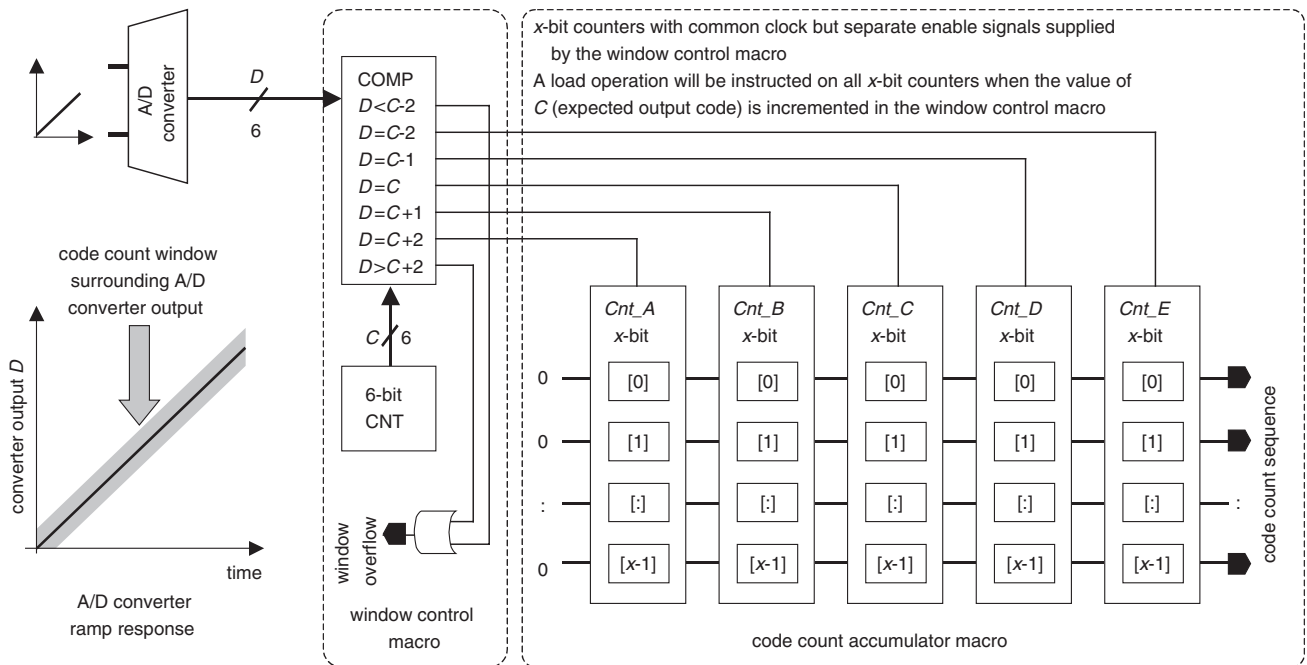 x-bit counters with common clock but separate enable signals supplied
by the window control macro
A load operation will be instructed on all x-bit counters when the value of
C (expected output code) is incremented in the window control macro
A/D
converter
D
6
COMP
D<C-2
D=C-2
D=C-1
D=C
D=C+1
D=C+2
D>C+2
C
6
6-bit
CNT
window
overflow
window control
macro
code count window
surrounding A/D
converter output
converter output D
time
A/D converter
ramp response
Cnt_A
x-bit
Cnt_B
x-bit
Cnt_C
x-bit
Cnt_D
x-bit
Cnt_E
x-bit
0 [0] [0] [0] [0] [0]
0 [1] [1] [1] [1] [1]
: [:] [:] [:] [:] [:] :
0 [x-1] [x-1] [x-1] [x-1] [x-1]
code count sequence
code count accumulator macro